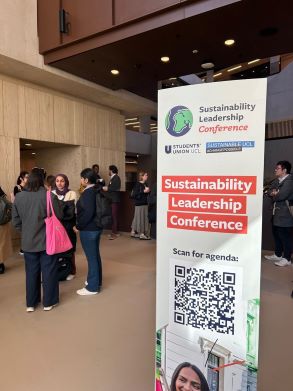 Sustainability
Leadership
Conference
STUDENTS'
UNION UCL
SUSTAINABLE UCL
Sustainability
Leadership
Conference
Scan for agenda: